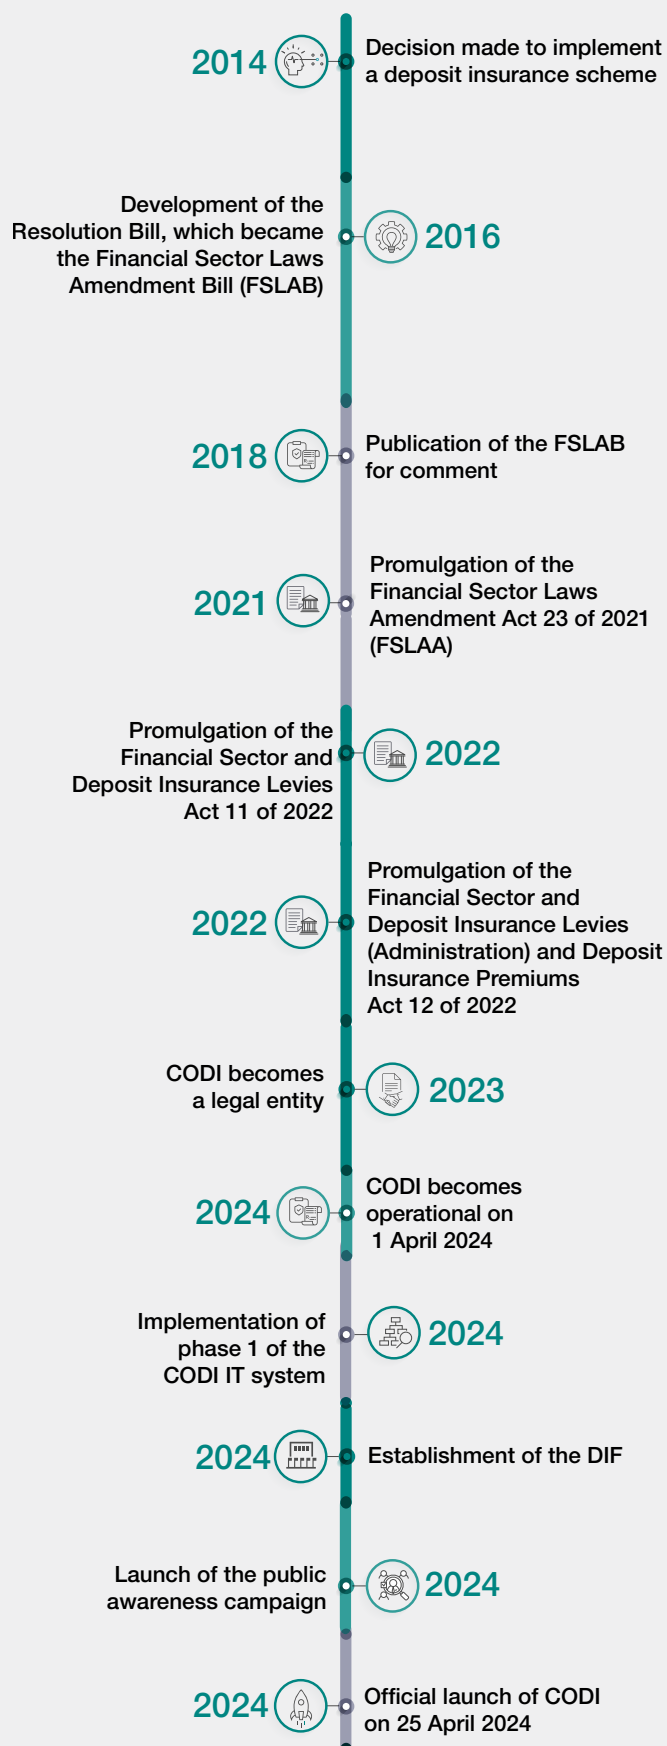 2014
Decision made to implement
a deposit insurance scheme
Development of the
Resolution Bill, which became
the Financial Sector Laws
Amendment Bill (FSLAB)
2016
2018
Publication of the FSLAB
for comment
2021
Promulgation of the
Financial Sector Laws
Amendment Act 23 of 2021
(FSLAA)
Promulgation of the
Financial Sector and
Deposit Insurance Levies
Act 11 of 2022
2022
2022
Promulgation of the
Financial Sector and
Deposit Insurance Levies
(Administration) and Deposit
Insurance Premiums
Act 12 of 2022
CODI becomes
a legal entity
2023
2024
CODI becomes
operational on
1 April 2024
Implementation of
phase 1 of the
CODI IT system
2024
2024
Establishment of the DIF
Launch of the public
awareness campaign
2024
2024
Official launch of CODI
on 25 April 2024